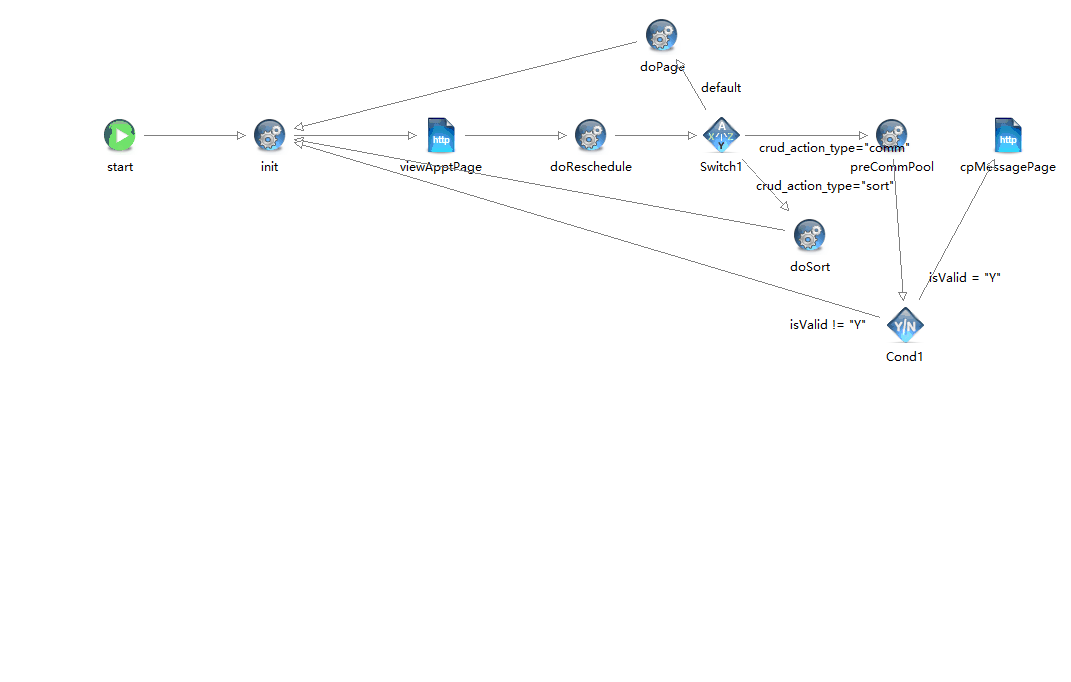 doPage
default
http
A
X Z
Y
http
start
init
viewApptPage
doReschedule
Switch1
crud_action_type="comm"
preCommPool
cpMessagePage
crud_action_type="sort"
doSort
isValid = "Y"
isValid != "Y"
Y/N
Cond1